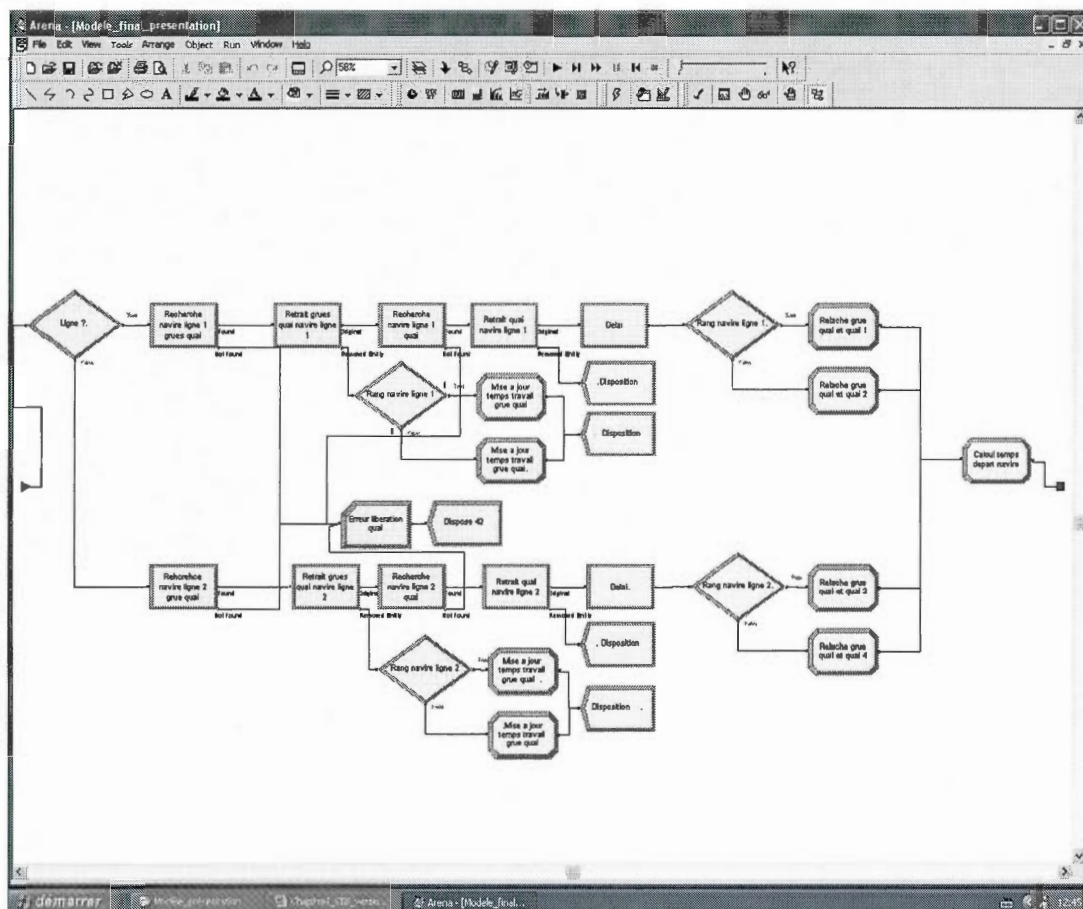 Arena - [Modele_final_presentation]
File Edit View Tools Arrange Object Run Window Help
58%
Ligne ?.
True
False
Recherche
navire ligne 1
grues quai
Found
Not Found
Retrait grues
quai navire ligne
1
Original
Removed Entity
Recherche
navire ligne 1
quai
Found
Not Found
Retrait quai
navire ligne 1
Original
Removed Entity
Delai
Rang navire ligne 1.
True
False
Relache grue
quai et quai 1
Relache grue
quai et quai 2
. Disposition
Rang navire ligne 1
True
False
Mise a jour
temps travail
grue quai
Mise a jour
temps travail
grue quai.
Disposition
Calcul temps
depart navire
Erreur liberation
quai
Dispose 42
Rehcrehce
navire ligne 2
grue quai
Found
Not Found
Retrait grues
quai navire ligne
2
Original
Removed Entity
Recherche
navire ligne 2
quai
Found
Not Found
Retrait quai
navire ligne 2
Original
Removed Entity
Delai.
Rang navire ligne 2.
True
False
Relache grue
quai et quai 3
Relache grue
quai et quai 4
. Disposition
Rang navire ligne 2
True
False
Mise a jour
temps travail
grue quai .
Mise a jour
temps travail
grue quai
Disposition .
démarrer
Arena - [Modele_final...
12:45